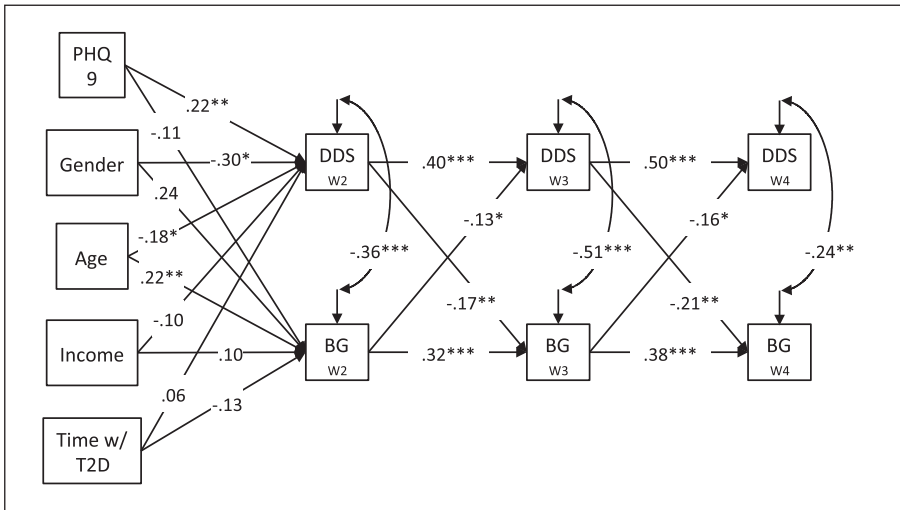 PHQ
9
.22**
-.11
Gender
-.30*
.24
Age
-.18*
.22**
Income
-.10
.10
Time w/
T2D
.06
-.13
DDS
W2
.40***
DDS
W3
.50***
DDS
W4
-.13*
-.16*
-.36***
-.51***
-.24**
-.17**
-.21**
BG
W2
.32***
BG
W3
.38***
BG
W4